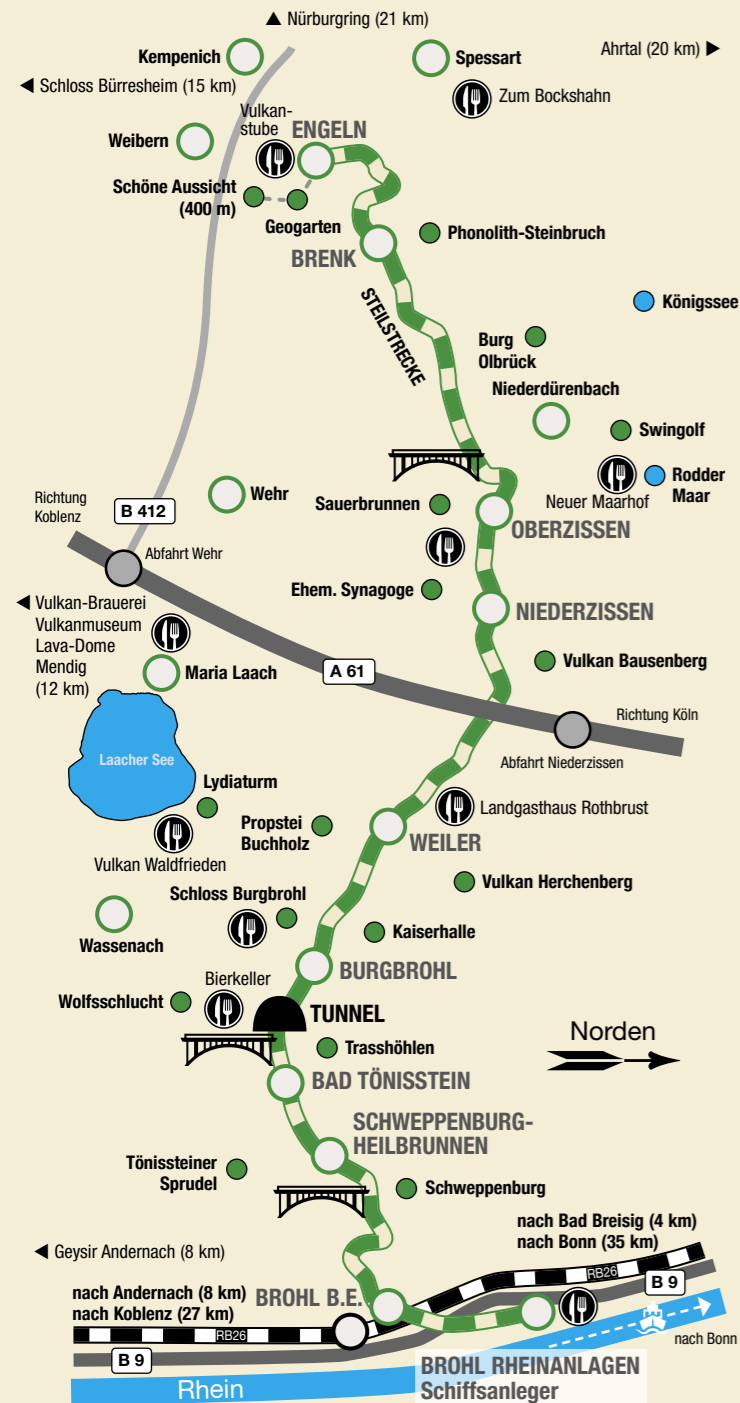 ▲ Nürburgring (21 km)
Kempenich
Spessart
Ahrtal (20 km) ▶
◀ Schloss Bürresheim (15 km)
Zum Bockshahn
Vulkan-
stube
ENGELN
Weibern
Schöne Aussicht
(400 m)
Geogarten
Phonolith-Steinbruch
BRENK
STEILSTRECKE
Königssee
Burg
Olbrück
Niederdürenbach
Swingolf
Rodder
Maar
Neuer Maarhof
Wehr
Sauerbrunnen
OBERZISSEN
Richtung
Koblenz
B 412
Abfahrt Wehr
Ehem. Synagoge
NIEDERZISSEN
◀ Vulkan-Brauerei
Vulkanmuseum
Lava-Dome
Mendig
(12 km)
Maria Laach
A 61
Vulkan Bausenberg
Richtung Köln
Abfahrt Niederzissen
Laacher See
Lydiaturm
Landgasthaus Rothbrust
Propstei
Buchholz
WEILER
Vulkan Waldfrieden
Vulkan Herchenberg
Schloss Burgbrohl
Kaiserhalle
Wassenach
BURGBROHL
Bierkeller
Wolfsschlucht
TUNNEL
Norden
Trasshöhlen
BAD TÖNISSTEIN
SCHWEPPENBURG-
HEILBRUNNEN
Tönissteiner
Sprudel
Schweppenburg
nach Bad Breisig (4 km)
nach Bonn (35 km)
◀ Geysir Andernach (8 km)
RB26
B 9
nach Andernach (8 km)
nach Koblenz (27 km)
BROHL B.E.
RB26
B 9
nach Bonn
Rhein
BROHL RHEINANLAGEN
Schiffsanleger